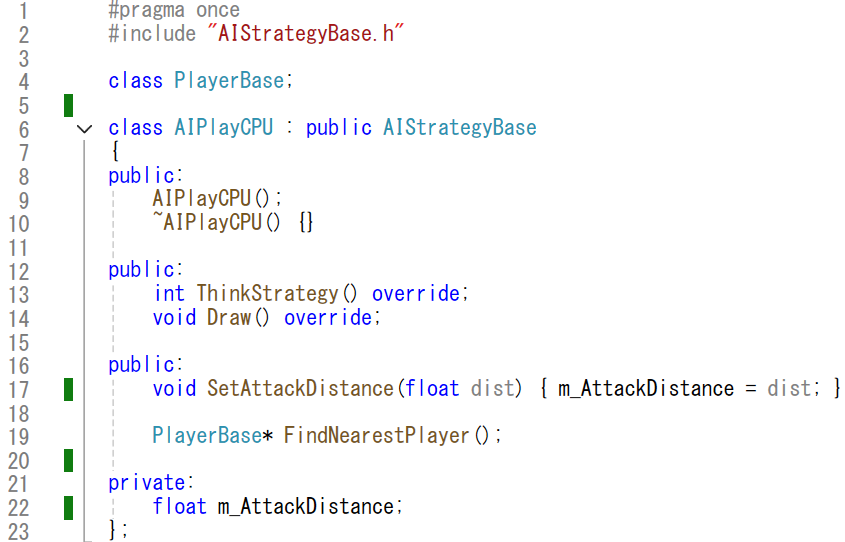 1 #pragma once
2 #include "AIStrategyBase.h"
3
4 class PlayerBase;
5
6 class AIPlayCPU : public AIStrategyBase
7 {
8 public:
9     AIPlayCPU();
10     ~AIPlayCPU() {}
11
12 public:
13     int ThinkStrategy() override;
14     void Draw() override;
15
16 public:
17     void SetAttackDistance(float dist) { m_AttackDistance = dist; }
18
19     PlayerBase* FindNearestPlayer();
20
21 private:
22     float m_AttackDistance;
23 };